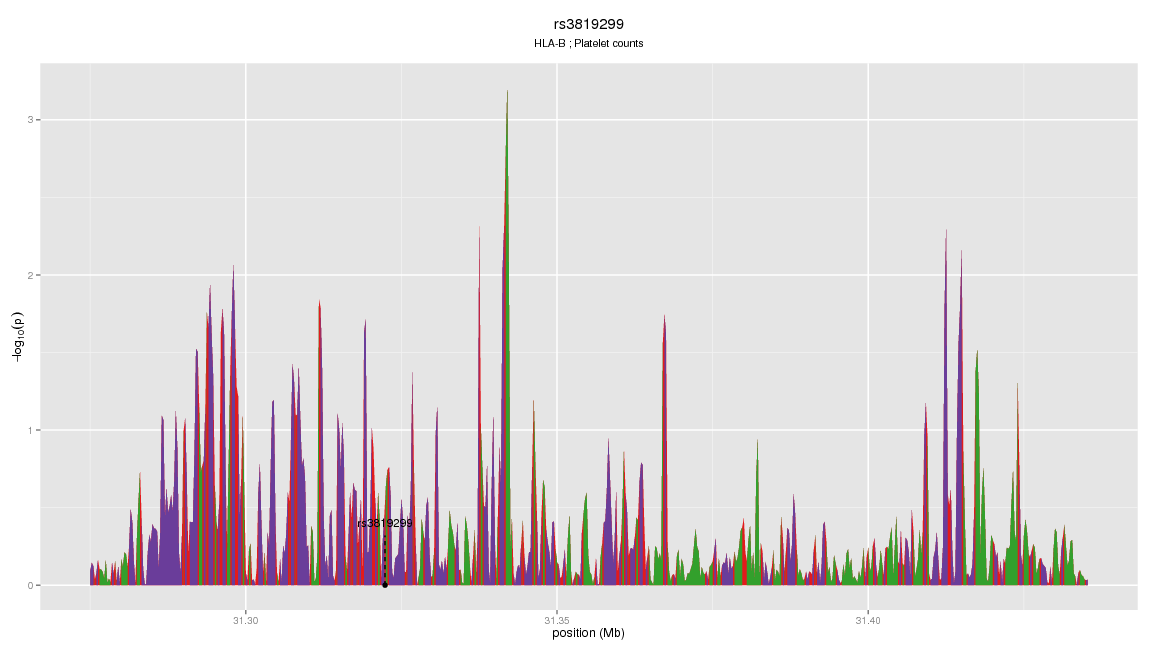 rs3819299
HLA-B ; Platelet counts
−log10(p)
3
2
1
0
rs3819299
31.30
31.35
31.40
position (Mb)